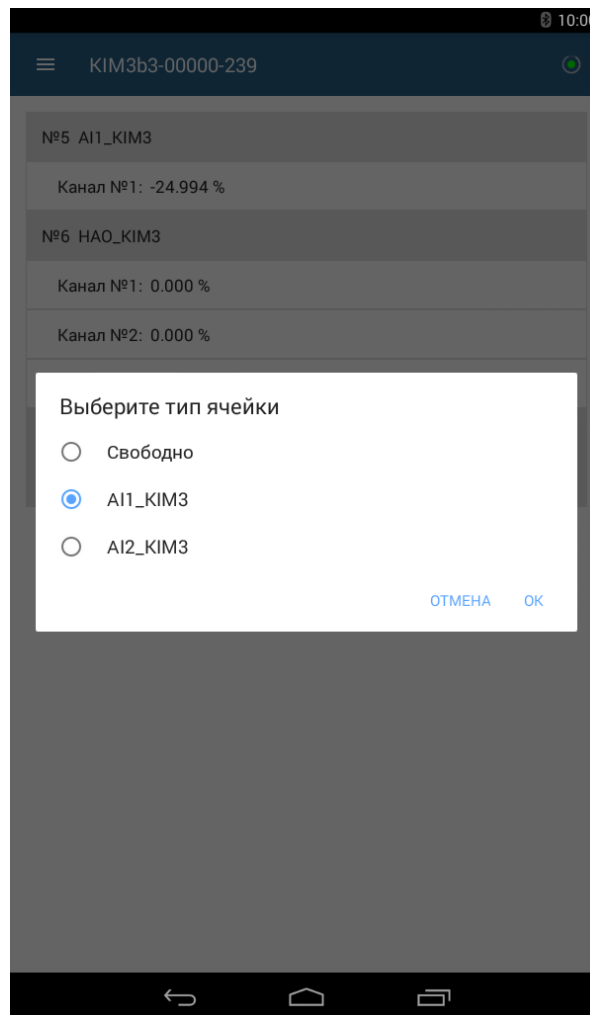 10:00
KIM3b3-00000-239
№5 AI1_KIM3
Канал №1: -24.994 %
№6 HAO_KIM3
Канал №1: 0.000 %
Канал №2: 0.000 %
Выберите тип ячейки
Свободно
AI1_KIM3
AI2_KIM3
ОТМЕНА ОК